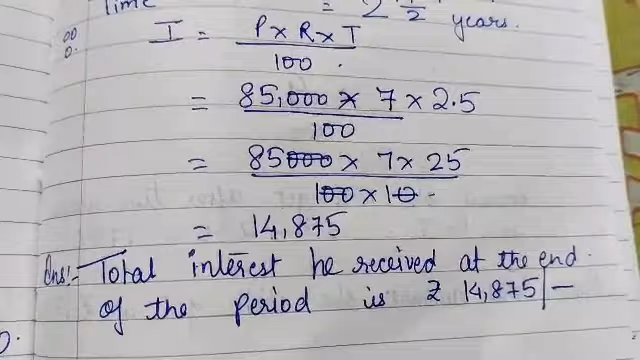 Time = 2 1/2 years.
∴ I = P x R x T
100 .
= 85,000 x 7 x 2.5
100
= 85000 x 7 x 25
100 x 10
= 14,875
Ans:- Total interest he received at the end
of the period is ₹ 14,875/-